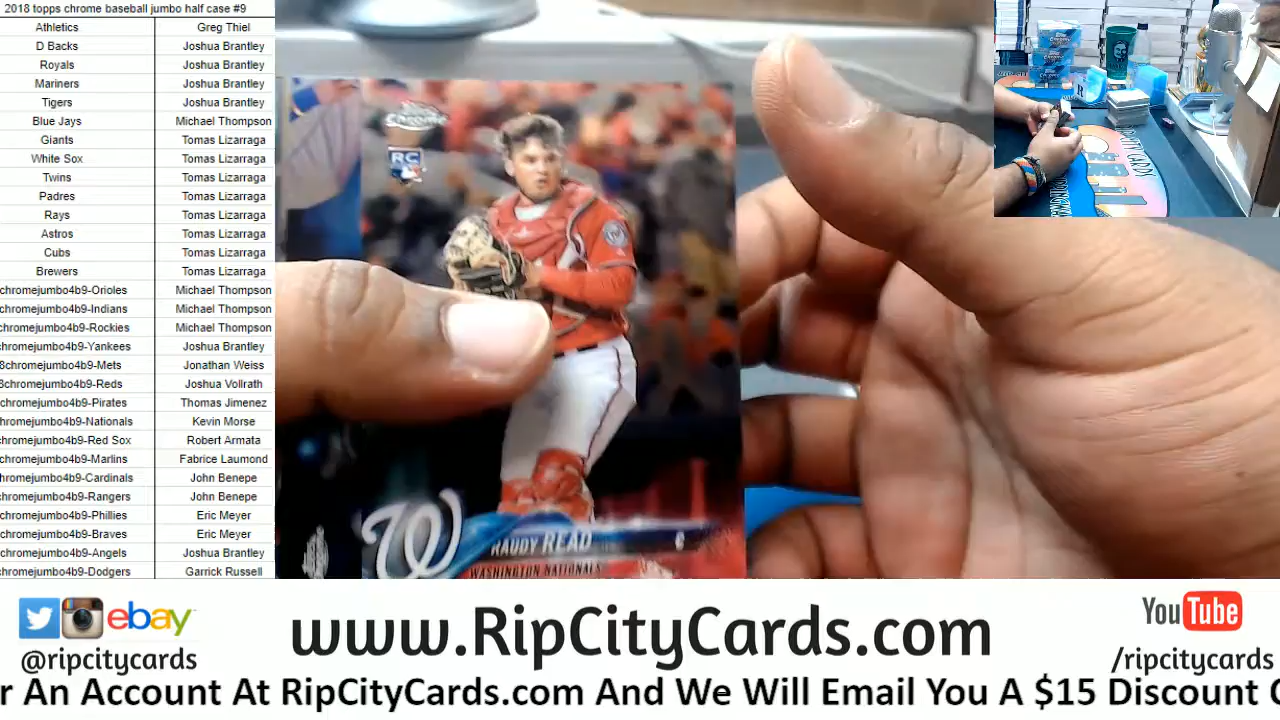 2018 topps chrome baseball jumbo half case #9
Athletics Greg Thiel
D Backs Joshua Brantley
Royals Joshua Brantley
Mariners Joshua Brantley
Tigers Joshua Brantley
Blue Jays Michael Thompson
Giants Tomas Lizarraga
White Sox Tomas Lizarraga
Twins Tomas Lizarraga
Padres Tomas Lizarraga
Rays Tomas Lizarraga
Astros Tomas Lizarraga
Cubs Tomas Lizarraga
Brewers Tomas Lizarraga
chromejumbo4b9-Orioles Michael Thompson
chromejumbo4b9-Indians Michael Thompson
chromejumbo4b9-Rockies Michael Thompson
chromejumbo4b9-Yankees Joshua Brantley
8chromejumbo4b9-Mets Jonathan Weiss
8chromejumbo4b9-Reds Joshua Vollrath
chromejumbo4b9-Pirates Thomas Jimenez
hromejumbo4b9-Nationals Kevin Morse
hromejumbo4b9-Red Sox Robert Armata
chromejumbo4b9-Marlins Fabrice Laumond
chromejumbo4b9-Cardinals John Benepe
chromejumbo4b9-Rangers John Benepe
chromejumbo4b9-Phillies Eric Meyer
chromejumbo4b9-Braves Eric Meyer
chromejumbo4b9-Angels Joshua Brantley
chromejumbo4b9-Dodgers Garrick Russell
Chrome
RC
W
RAUDY READ C
WASHINGTON NATIONALS
ebay
@ripcitycards
www.RipCityCards.com
YouTube
/ripcitycards
r An Account At RipCityCards.com And We Will Email You A $15 Discount C